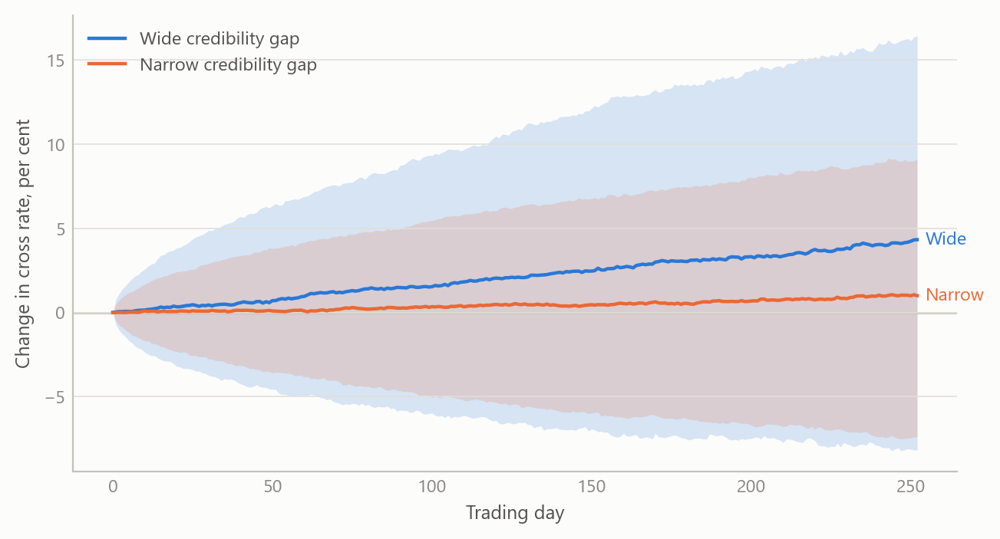 Wide credibility gap
Narrow credibility gap
Change in cross rate, per cent
15
10
5
0
−5
Wide
Narrow
0 50 100 150 200 250
Trading day